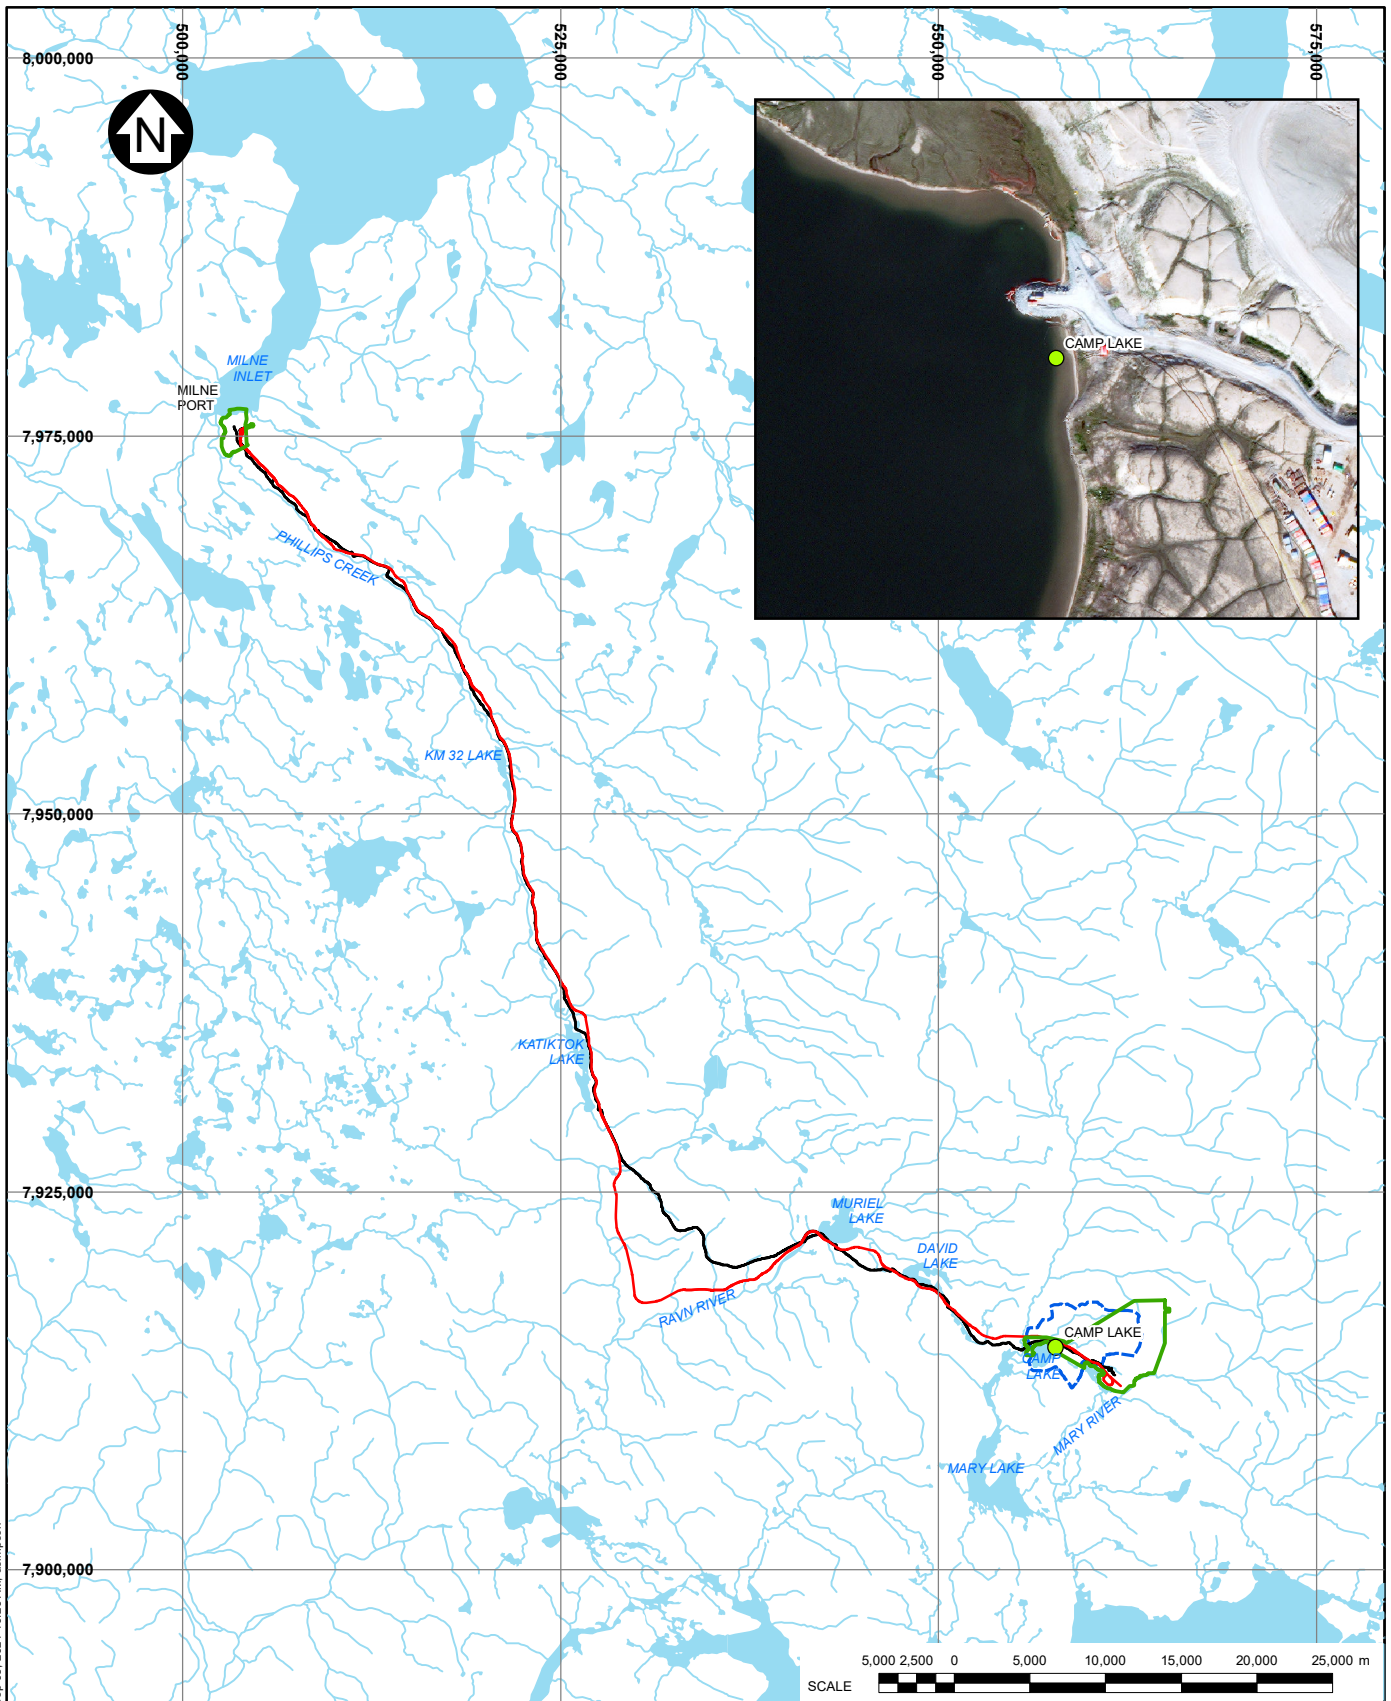 500,000
525,000
550,000
575,000
8,000,000
N
CAMP LAKE
MILNE
INLET
MILNE
PORT
7,975,000
PHILLIPS CREEK
KM 32 LAKE
7,950,000
KATIKTOK
LAKE
7,925,000
MURIEL
LAKE
DAVID
LAKE
RAVN RIVER
CAMP LAKE
CAMP
LAKE
MARY RIVER
MARY LAKE
7,900,000
5,000 2,500 0 5,000 10,000 15,000 20,000 25,000 m
SCALE